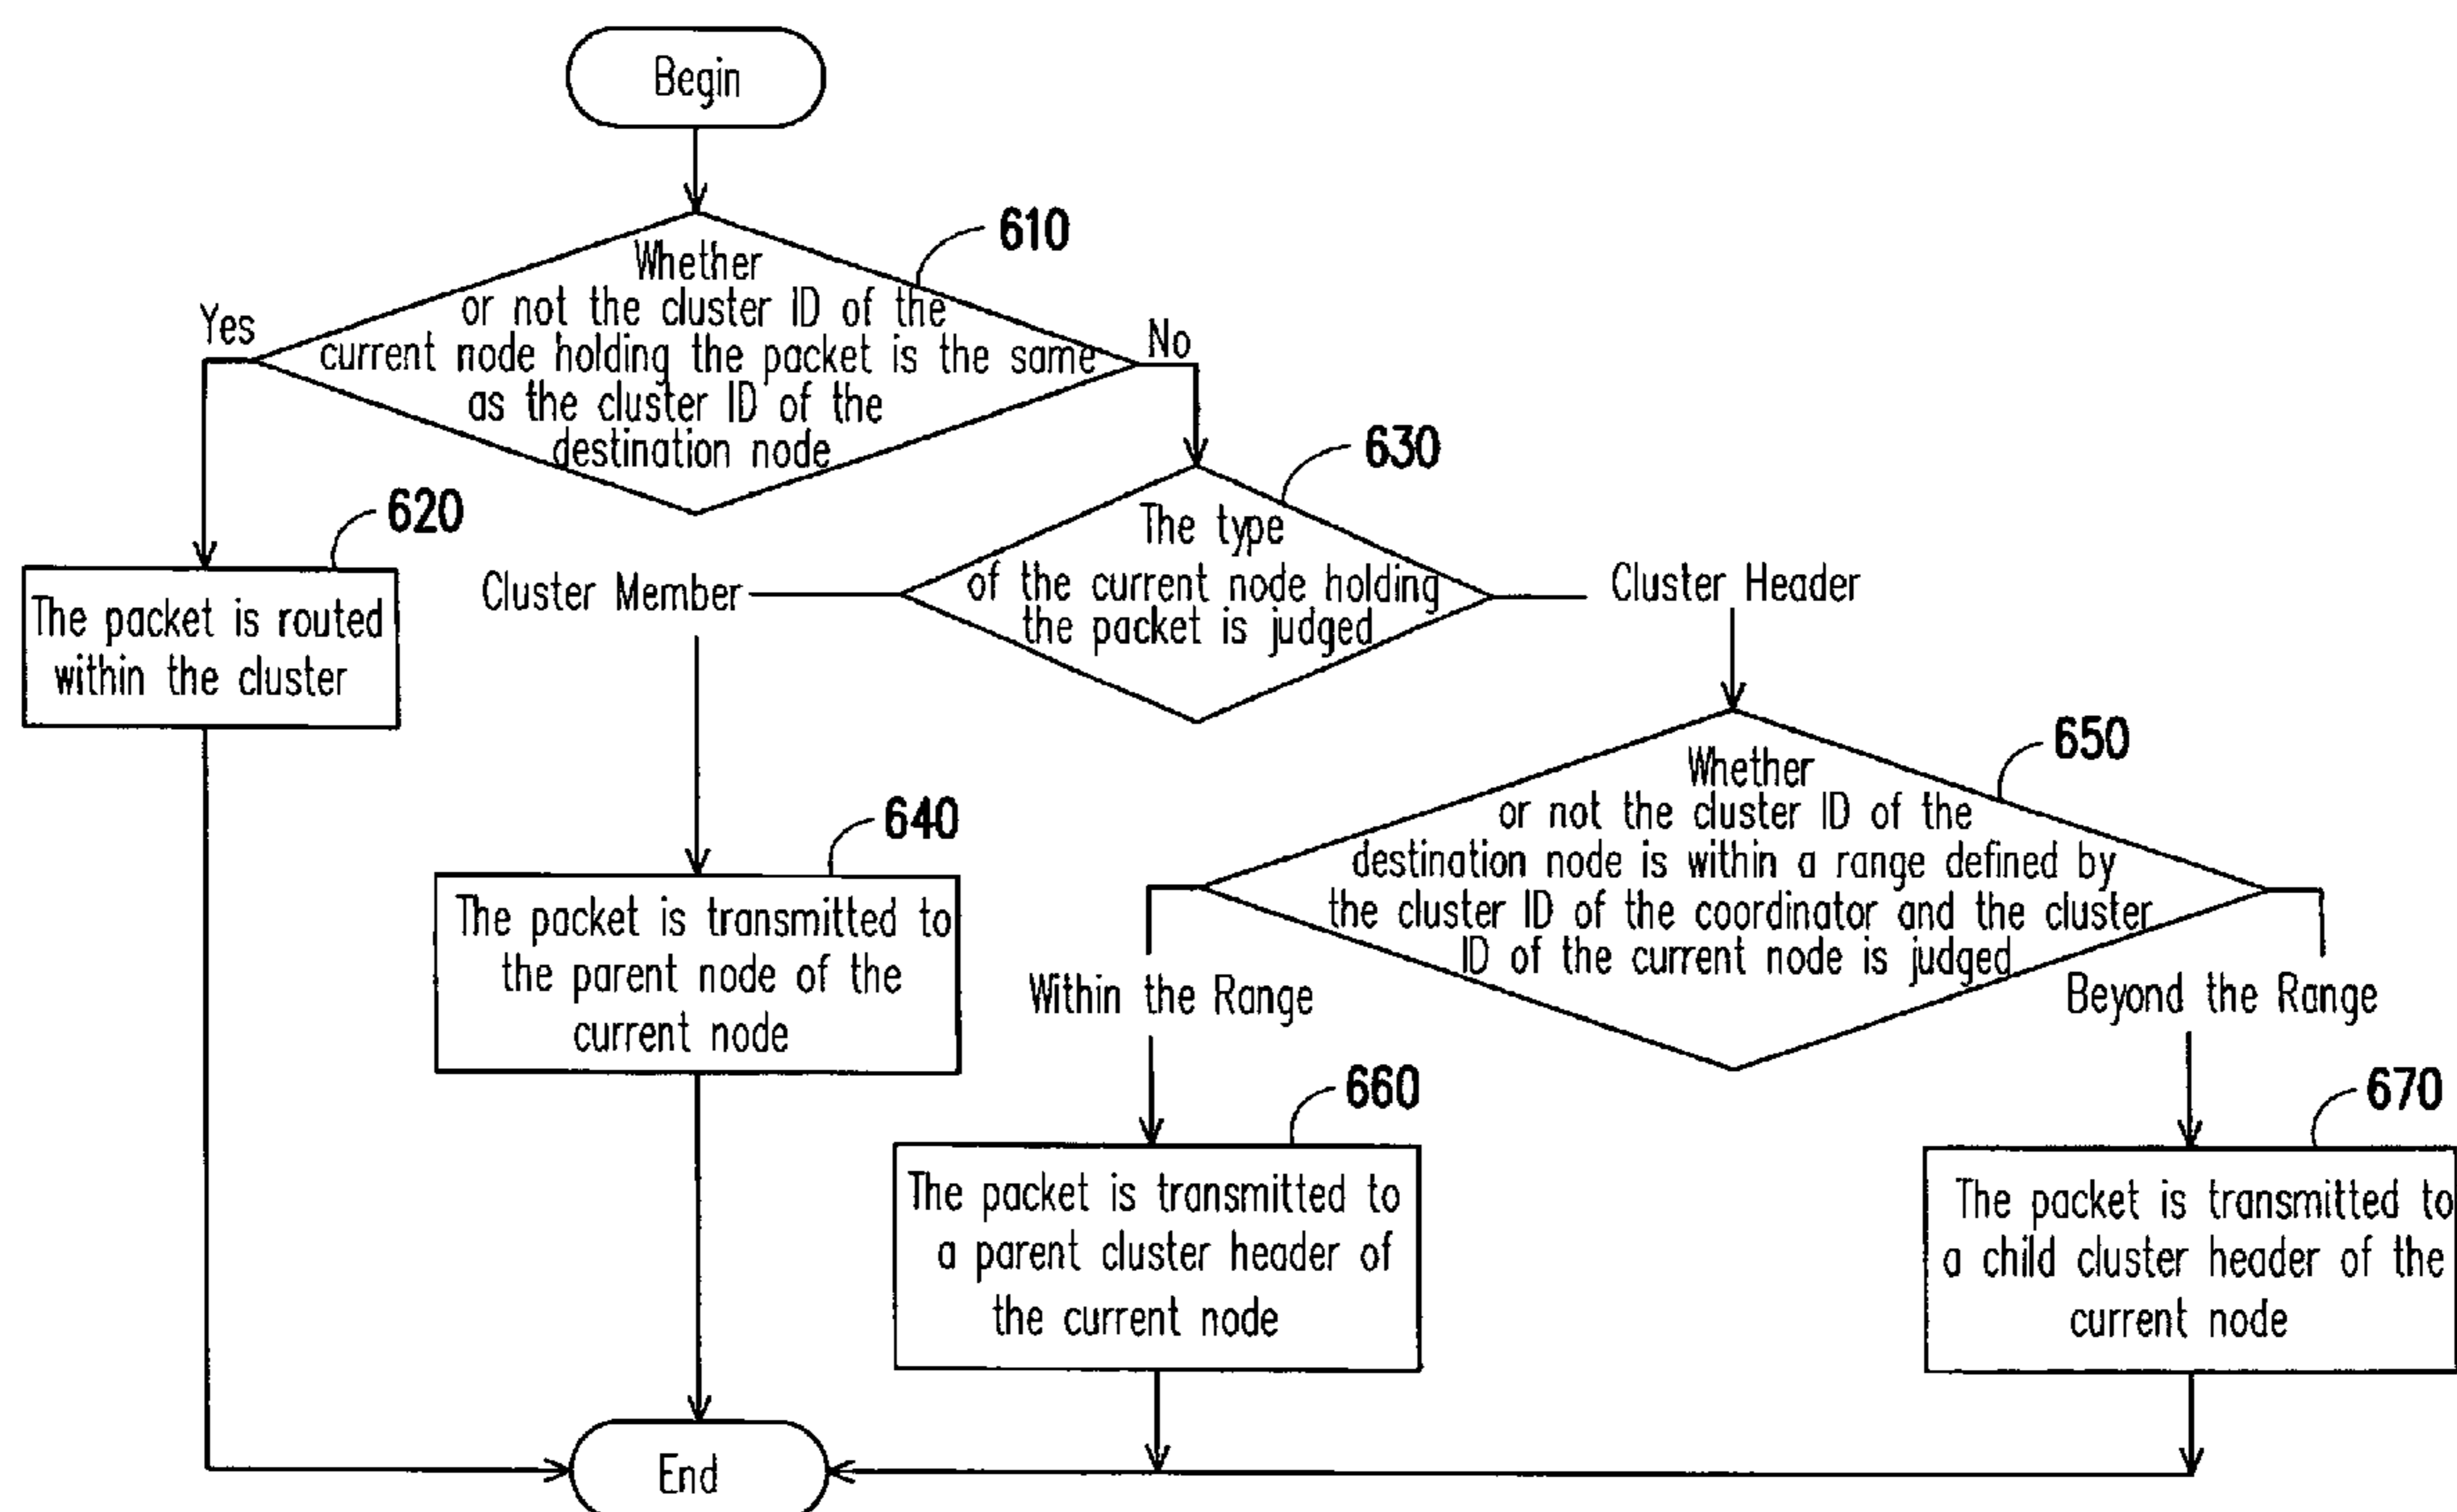 Begin
610
Whether
or not the cluster ID of the
current node holding the packet is the same
as the cluster ID of the
destination node
Yes
No
620
The packet is routed
within the cluster
630
The type
of the current node holding
the packet is judged
Cluster Member
Cluster Header
640
The packet is transmitted to
the parent node of the
current node
650
Whether
or not the cluster ID of the
destination node is within a range defined by
the cluster ID of the coordinator and the cluster
ID of the current node is judged
Within the Range
Beyond the Range
660
The packet is transmitted to
a parent cluster header of
the current node
670
The packet is transmitted to
a child cluster header of the
current node
End